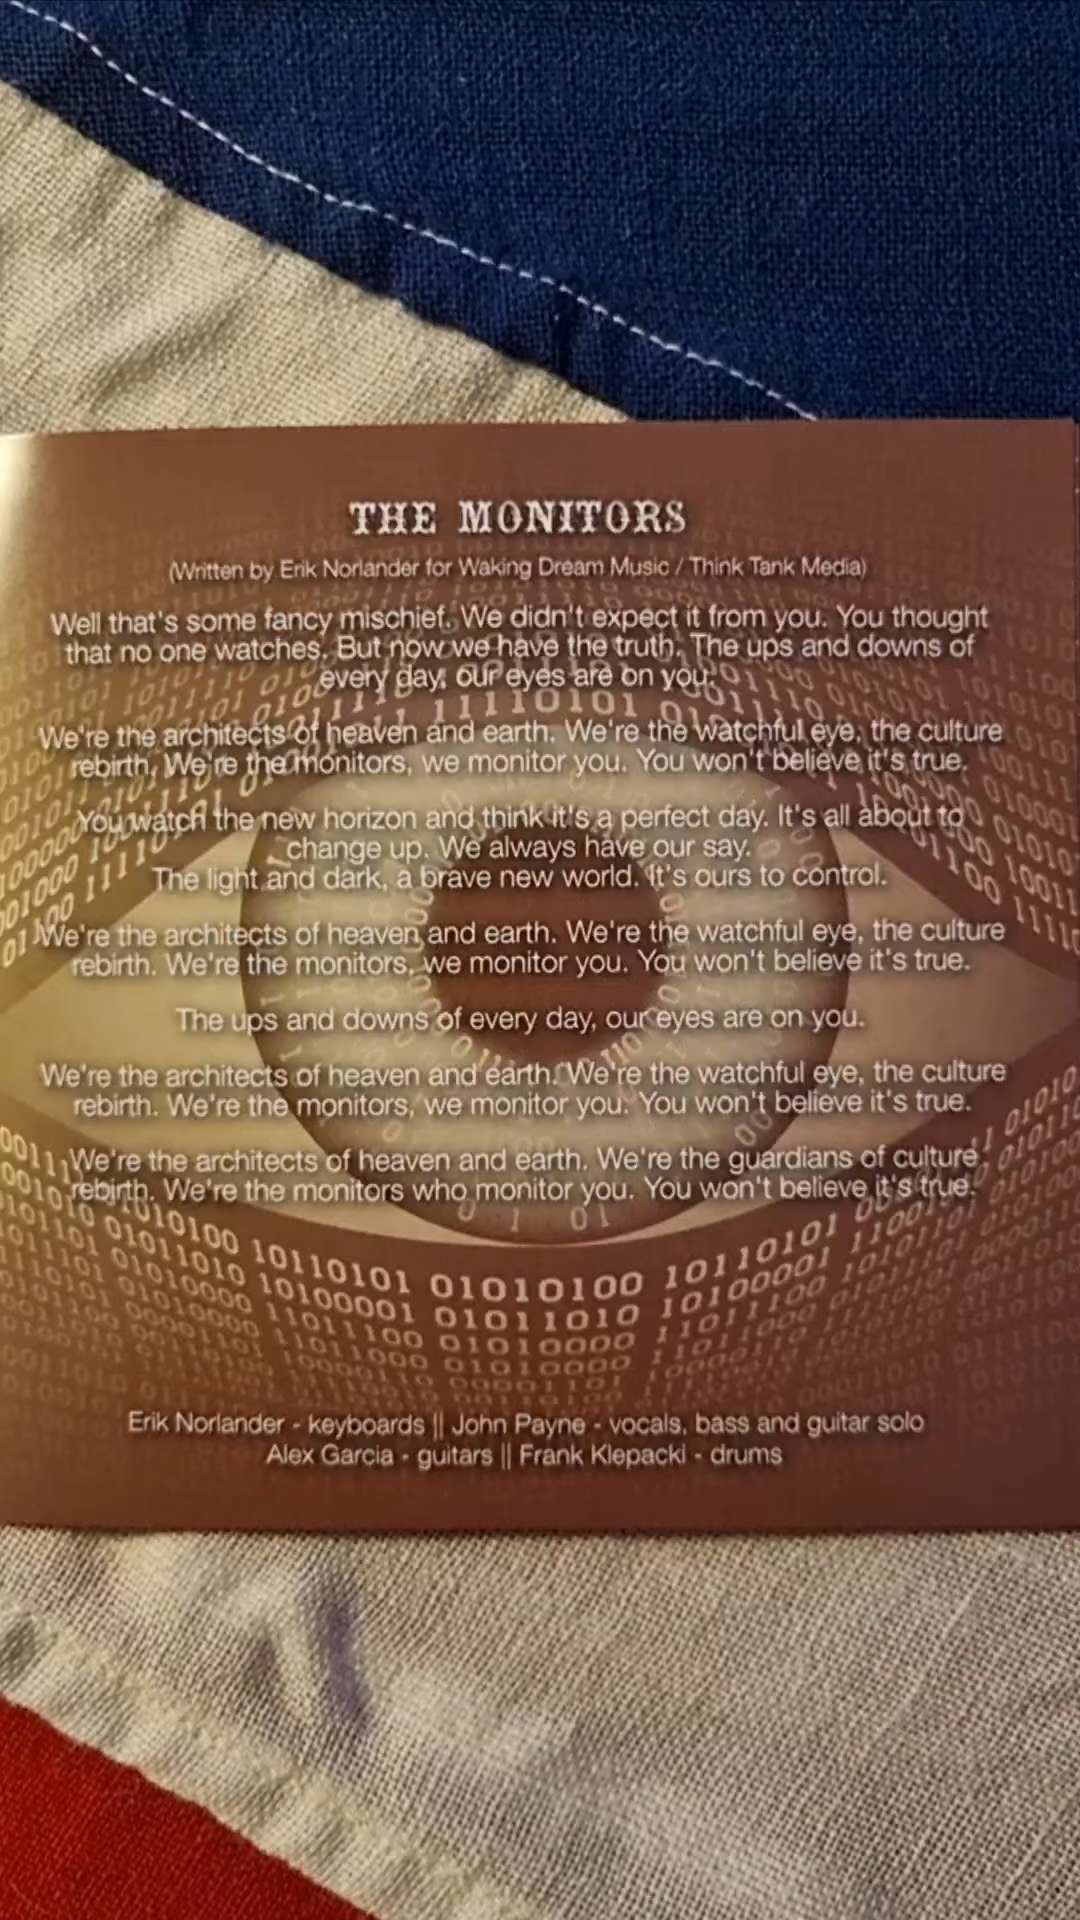 THE MONITORS
(Written by Erik Norlander for Waking Dream Music / Think Tank Media)
Well that's some fancy mischief. We didn't expect it from you. You thought
that no one watches. But now we have the truth. The ups and downs of
every day, our eyes are on you.
We're the architects of heaven and earth. We're the watchful eye, the culture
rebirth. We're the monitors, we monitor you. You won't believe it's true.
You watch the new horizon and think it's a perfect day. It's all about to
change up. We always have our say.
The light and dark, a brave new world. It's ours to control.
We're the architects of heaven and earth. We're the watchful eye, the culture
rebirth. We're the monitors, we monitor you. You won't believe it's true.
The ups and downs of every day, our eyes are on you.
We're the architects of heaven and earth. We're the watchful eye, the culture
rebirth. We're the monitors, we monitor you. You won't believe it's true.
We're the architects of heaven and earth. We're the guardians of culture
rebirth. We're the monitors who monitor you. You won't believe it's true.
10110101 01010100 10110101
10100001 01011010 10100001
Erik Norlander - keyboards || John Payne - vocals, bass and guitar solo
Alex Garcia - guitars || Frank Klepacki - drums